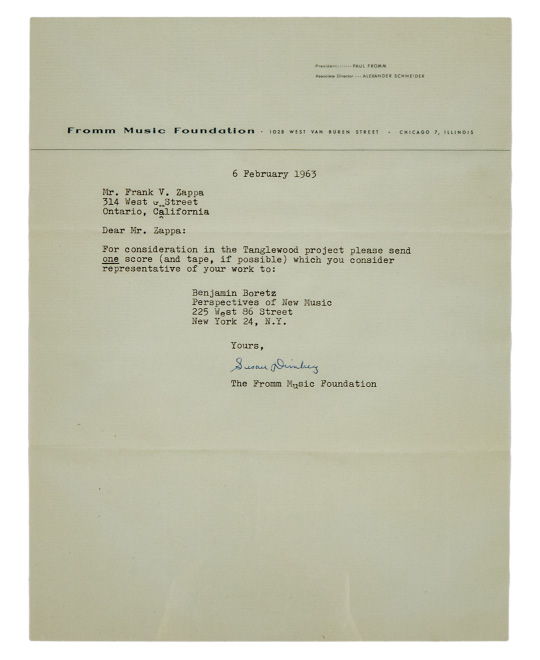 President PAUL FROMM
Associate Director ALEXANDER SCHNEIDER
Fromm Music Foundation · 1028 WEST VAN BUREN STREET · CHICAGO 7, ILLINOIS
6 February 1963
Mr. Frank V. Zappa
314 West Street
Ontario, California
Dear Mr. Zappa:
For consideration in the Tanglewood project please send
one score (and tape, if possible) which you consider
representative of your work to:
Benjamin Boretz
Perspectives of New Music
225 West 86 Street
New York 24, N.Y.
Yours,
Susan
The Fromm Music Foundation